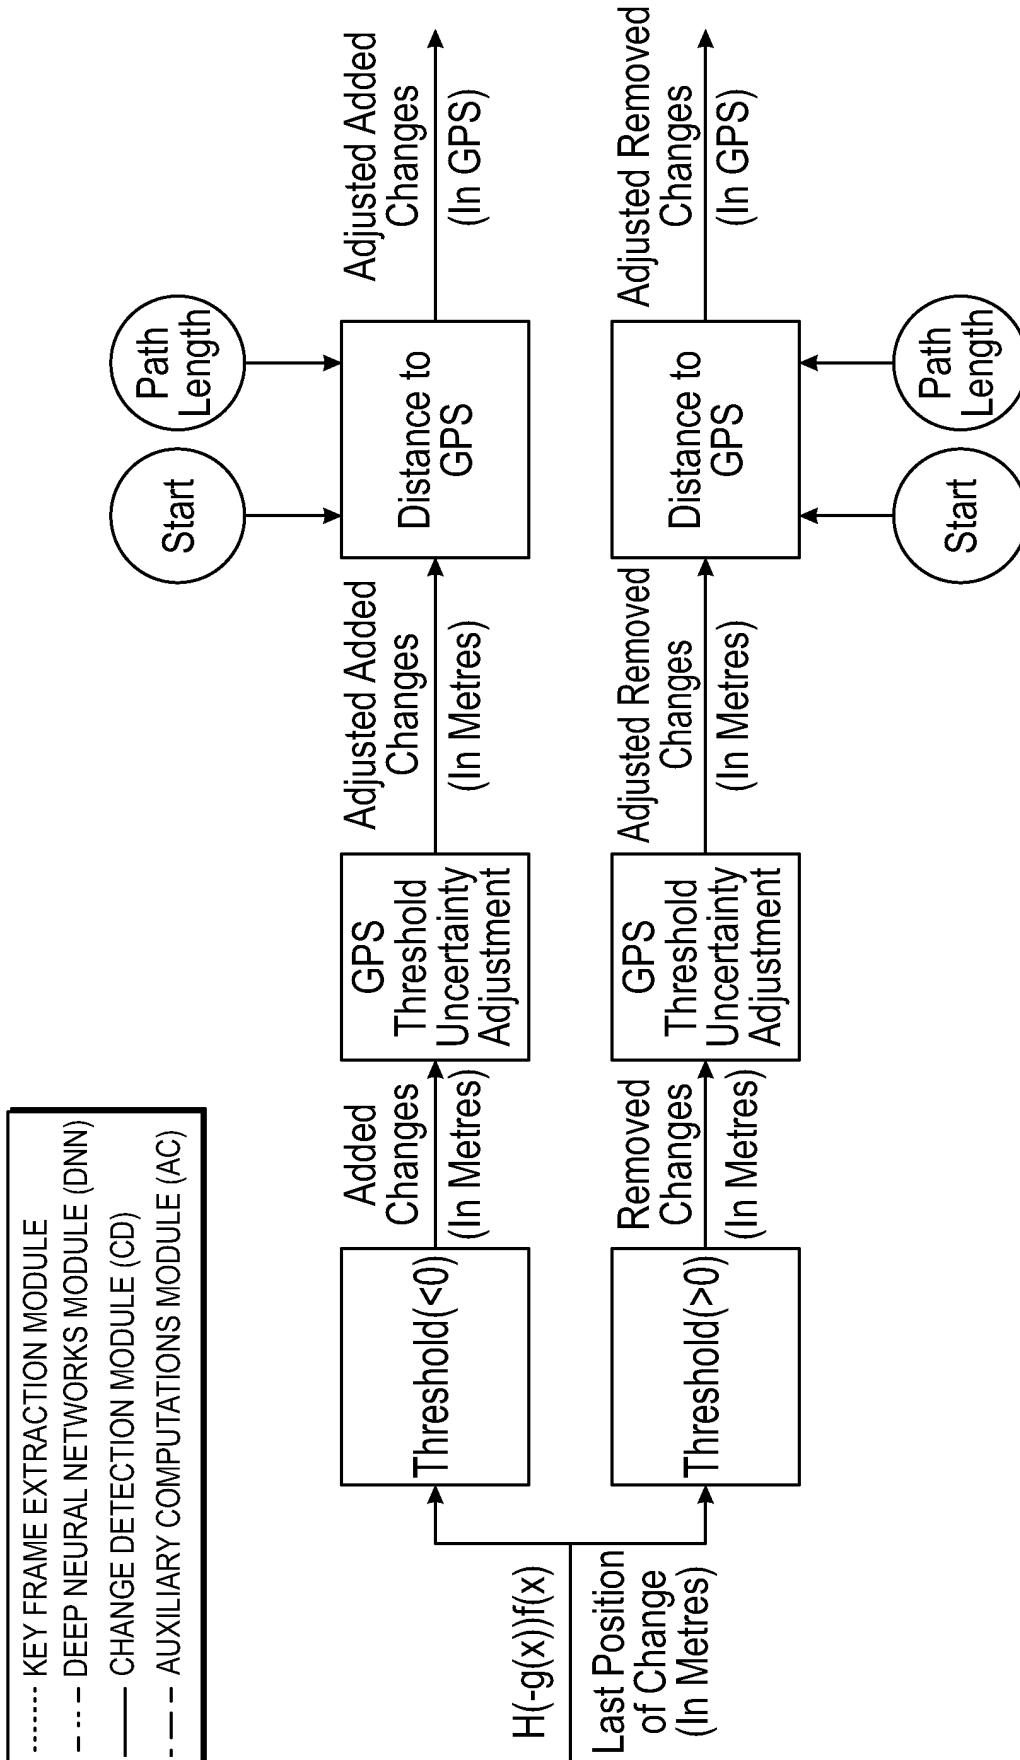 KEY FRAME EXTRACTION MODULE
DEEP NEURAL NETWORKS MODULE (DNN)
CHANGE DETECTION MODULE (CD)
AUXILIARY COMPUTATIONS MODULE (AC)
H(-g(x))f(x)
Last Position
of Change
(In Metres)
Threshold(<0)
Added
Changes
(In Metres)
GPS
Threshold
Uncertainty
Adjustment
Adjusted Added
Changes
(In Metres)
Start
Path
Length
Distance to
GPS
Adjusted Added
Changes
(In GPS)
Threshold(>0)
Removed
Changes
(In Metres)
GPS
Threshold
Uncertainty
Adjustment
Adjusted Removed
Changes
(In Metres)
Distance to
GPS
Start
Path
Length
Adjusted Removed
Changes
(In GPS)